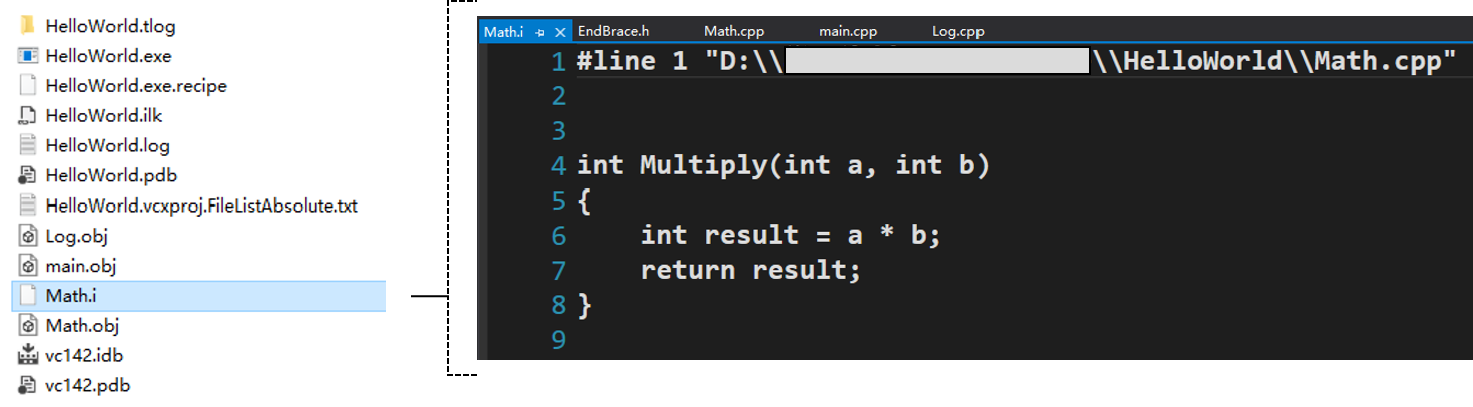 HelloWorld.tlog
HelloWorld.exe
HelloWorld.exe.recipe
HelloWorld.ilk
HelloWorld.log
HelloWorld.pdb
HelloWorld.vcxproj.FileListAbsolute.txt
Log.obj
main.obj
Math.i
Math.obj
vc142.idb
vc142.pdb
Math.i EndBrace.h Math.cpp main.cpp Log.cpp
1 #line 1 "D:\\ \\HelloWorld\\Math.cpp"
2
3
4 int Multiply(int a, int b)
5 {
6     int result = a * b;
7     return result;
8 }
9